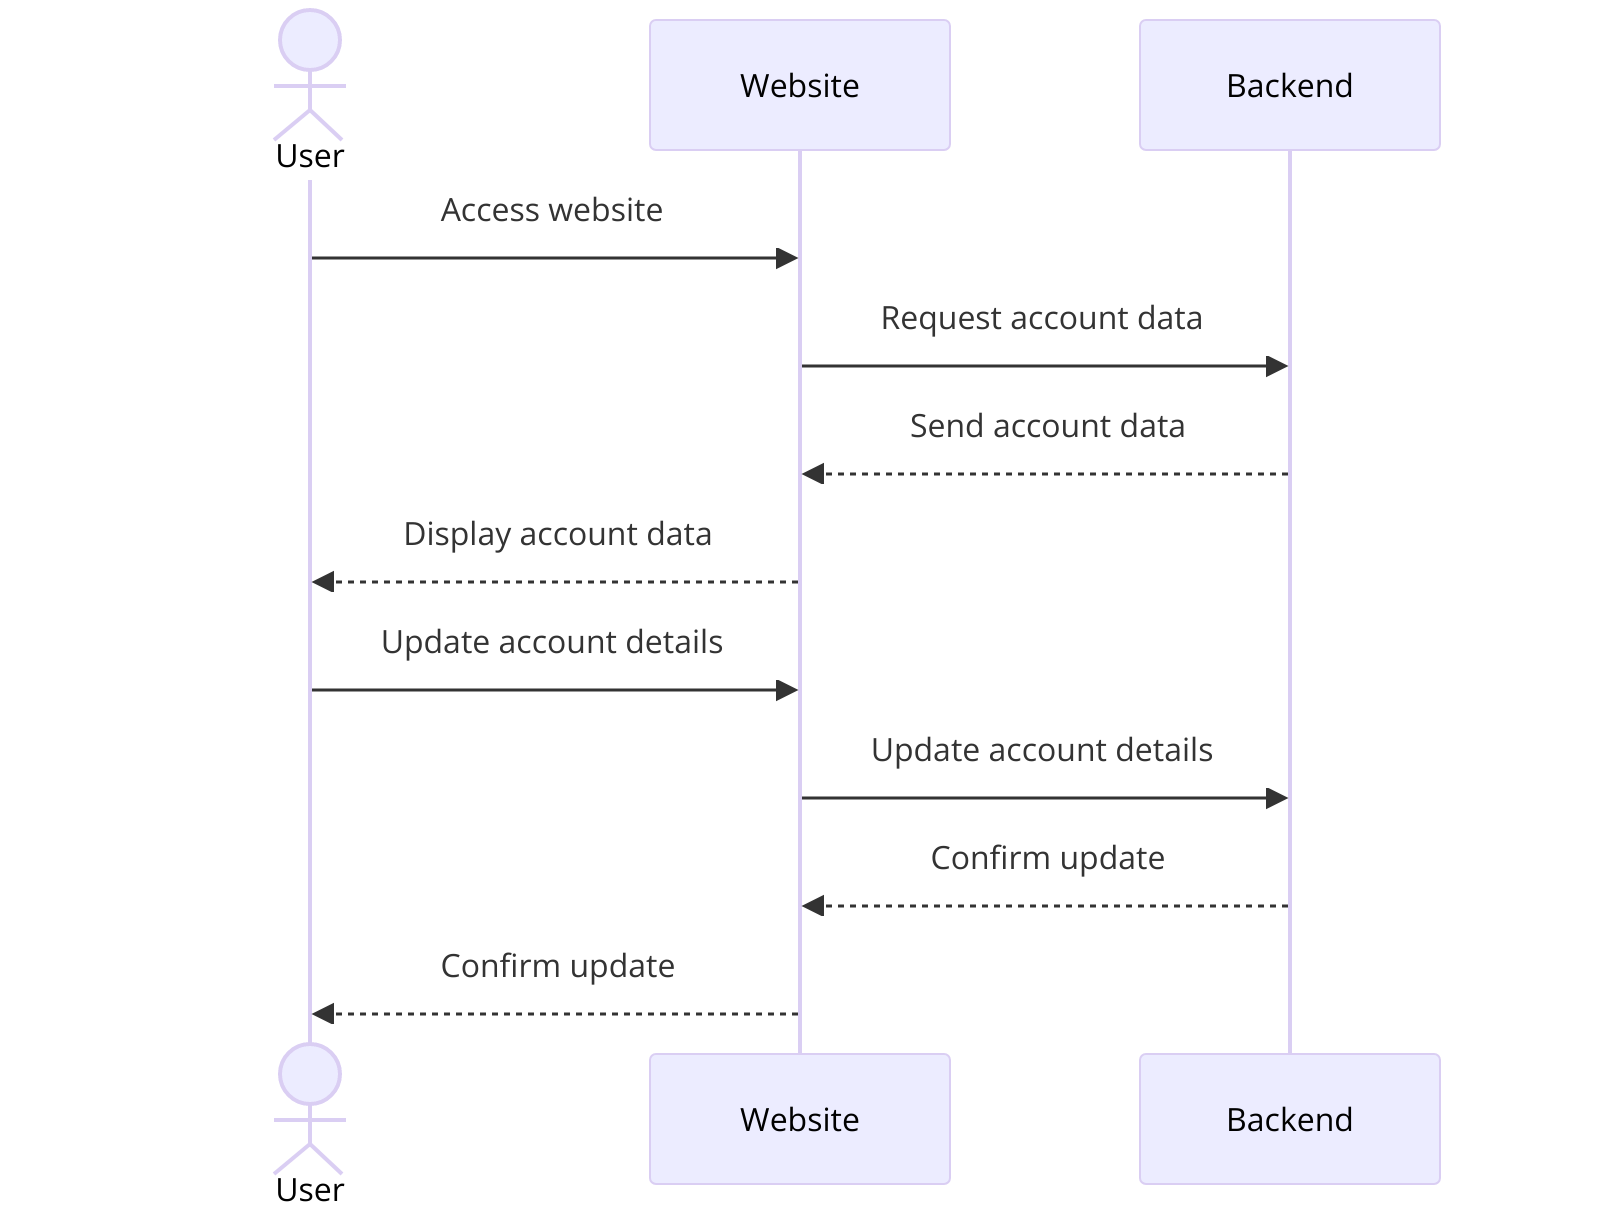 User
Website
Backend
Access website
Request account data
Send account data
Display account data
Update account details
Update account details
Confirm update
Confirm update
User
Website
Backend